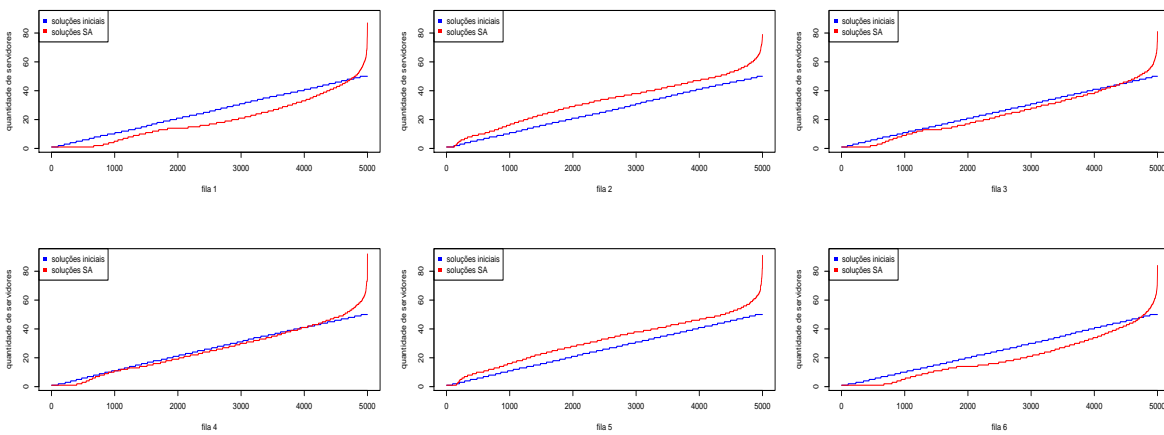 soluções iniciais
soluções SA
quantidade de servidores
0 20 40 60 80
0 1000 2000 3000 4000 5000
fila 1
soluções iniciais
soluções SA
quantidade de servidores
0 20 40 60 80
0 1000 2000 3000 4000 5000
fila 2
soluções iniciais
soluções SA
quantidade de servidores
0 20 40 60 80
0 1000 2000 3000 4000 5000
fila 3
soluções iniciais
soluções SA
quantidade de servidores
0 20 40 60 80
0 1000 2000 3000 4000 5000
fila 4
soluções iniciais
soluções SA
quantidade de servidores
0 20 40 60 80
0 1000 2000 3000 4000 5000
fila 5
soluções iniciais
soluções SA
quantidade de servidores
0 20 40 60 80
0 1000 2000 3000 4000 5000
fila 6